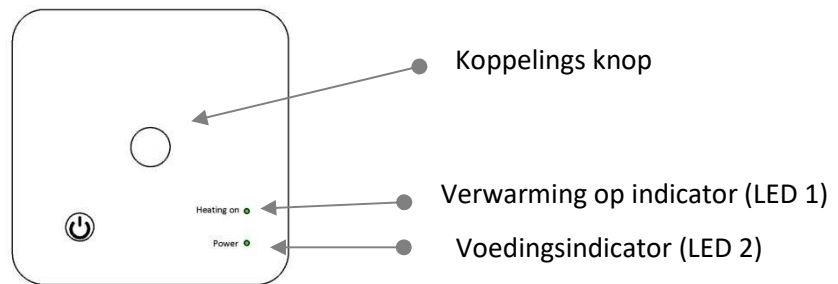 Koppelings knop
Heating on
Verwarming op indicator (LED 1)
Power
Voedingsindicator (LED 2)